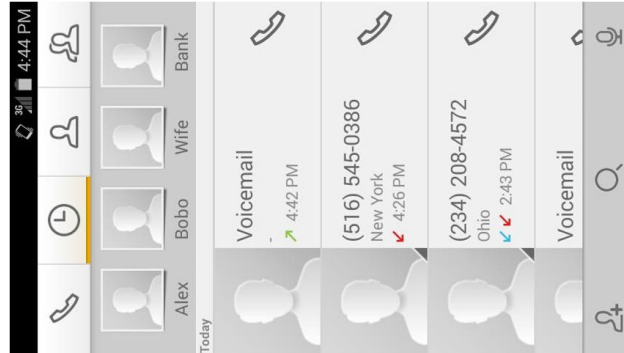 3G 4:44 PM
Alex Bobo Wife Bank
Today
Voicemail
-
4:42 PM
(516) 545-0386
New York
4:26 PM
(234) 208-4572
Ohio
2:43 PM
Voicemail